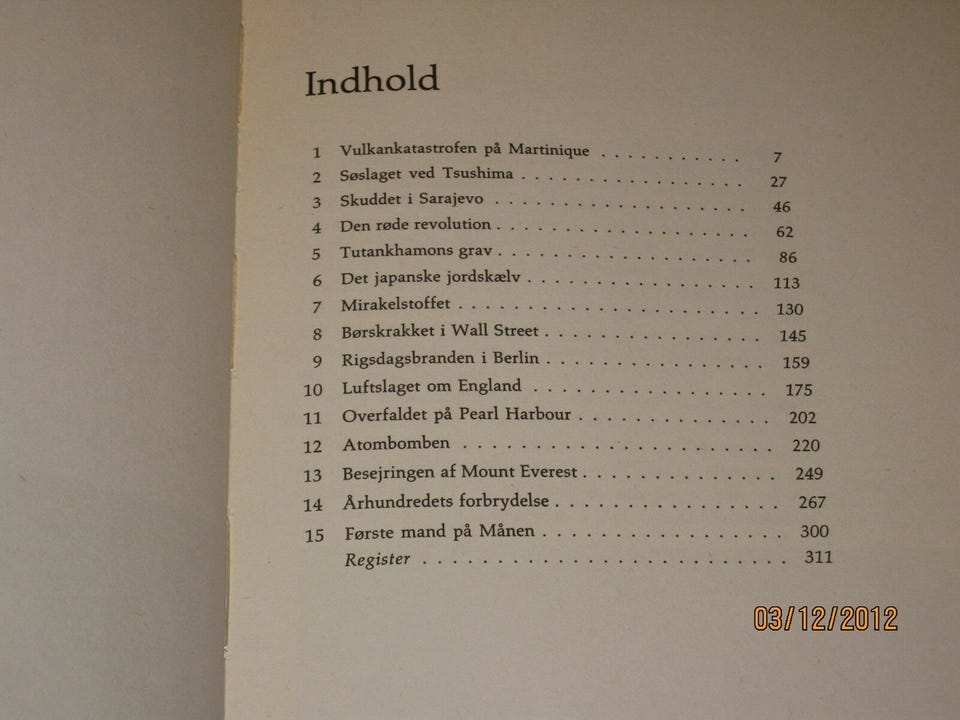 Indhold
1 Vulkankatastrofen på Martinique . . . . . . . . . . . 7
2 Søslaget ved Tsushima . . . . . . . . . . . . . . . . . . 27
3 Skuddet i Sarajevo . . . . . . . . . . . . . . . . . . . . 46
4 Den røde revolution . . . . . . . . . . . . . . . . . . . . 62
5 Tutankhamons grav . . . . . . . . . . . . . . . . . . . . 86
6 Det japanske jordskælv . . . . . . . . . . . . . . . . . . 113
7 Mirakelstoffet . . . . . . . . . . . . . . . . . . . . . . . 130
8 Børskrakket i Wall Street . . . . . . . . . . . . . . . . . 145
9 Rigsdagsbranden i Berlin . . . . . . . . . . . . . . . . . 159
10 Luftslaget om England . . . . . . . . . . . . . . . . . . 175
11 Overfaldet på Pearl Harbour . . . . . . . . . . . . . . 202
12 Atombomben . . . . . . . . . . . . . . . . . . . . . . . 220
13 Besejringen af Mount Everest . . . . . . . . . . . . . . 249
14 Århundredets forbrydelse . . . . . . . . . . . . . . . . . 267
15 Første mand på Månen . . . . . . . . . . . . . . . . . . 300
Register . . . . . . . . . . . . . . . . . . . . . . . . . . 311
03/12/2012